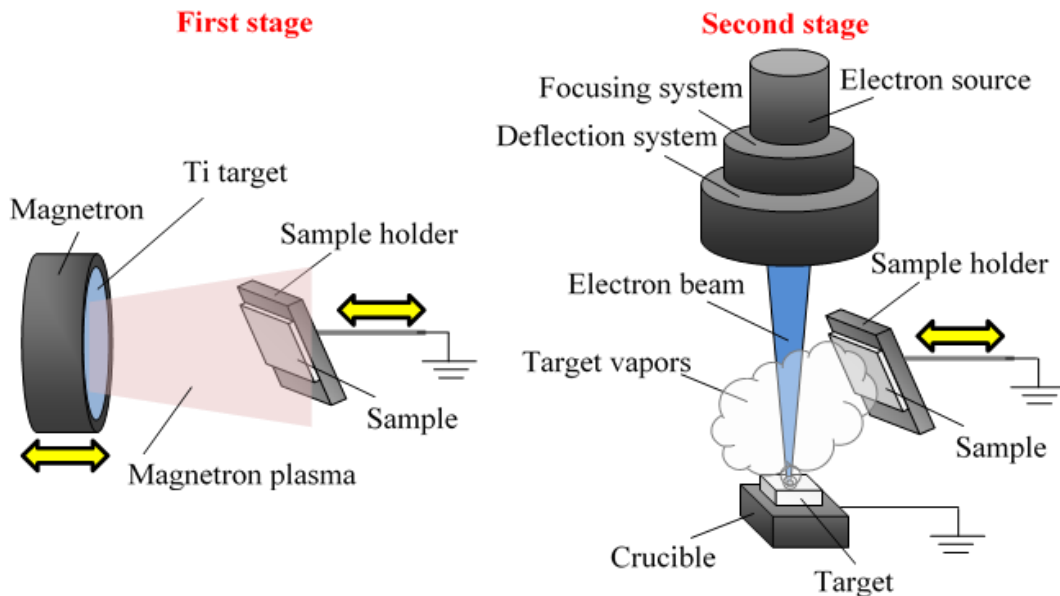 First stage
Ti target
Magnetron
Sample holder
Sample
Magnetron plasma
Second stage
Electron source
Focusing system
Deflection system
Sample holder
Electron beam
Target vapors
Sample
Crucible
Target